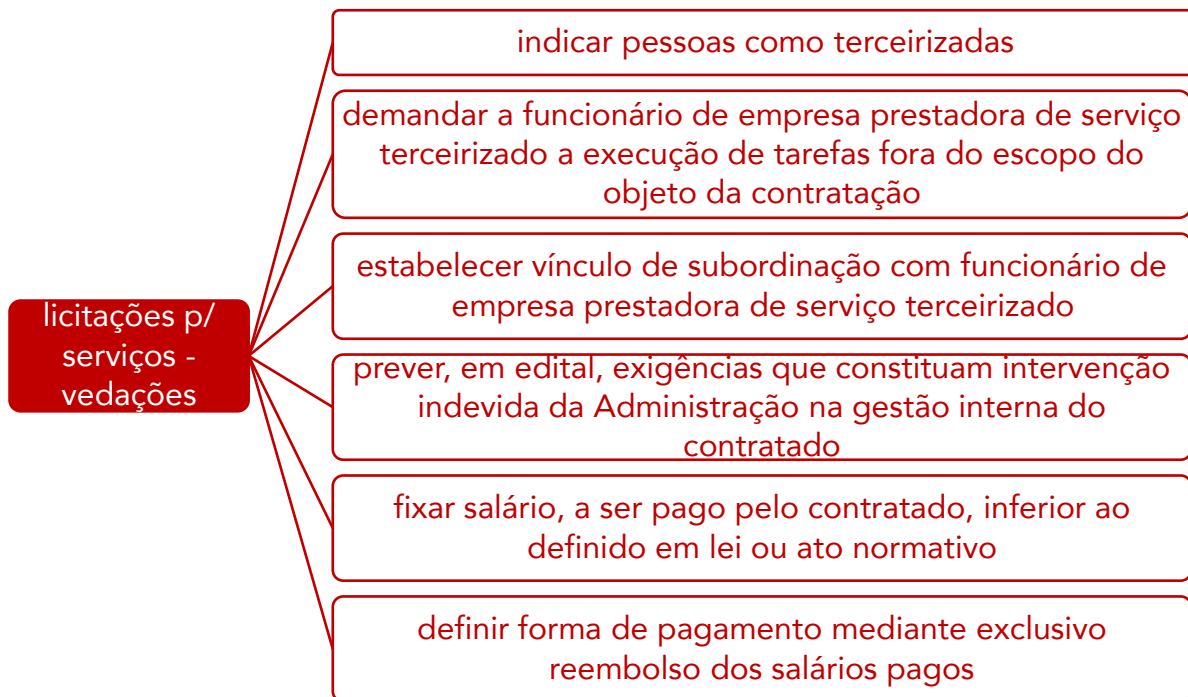 indicar pessoas como terceirizadas
demandar a funcionário de empresa prestadora de serviço
terceirizado a execução de tarefas fora do escopo do
objeto da contratação
estabelecer vínculo de subordinação com funcionário de
empresa prestadora de serviço terceirizado
licitações p/
serviços -
vedações
prever, em edital, exigências que constituam intervenção
indevida da Administração na gestão interna do
contratado
fixar salário, a ser pago pelo contratado, inferior ao
definido em lei ou ato normativo
definir forma de pagamento mediante exclusivo
reembolso dos salários pagos